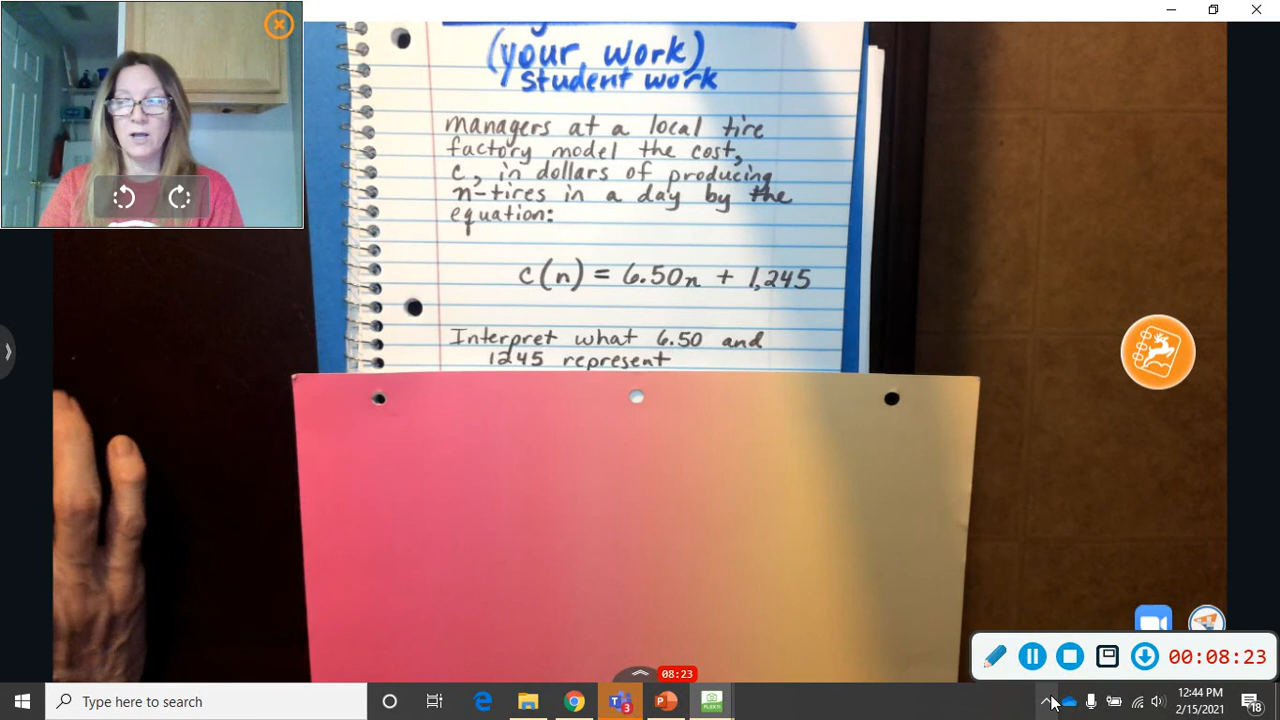 (your work)
student work
managers at a local tire
factory model the cost,
c, in dollars of producing
n-tires in a day by the
equation:
c(n) = 6.50n + 1,245
Interpret what 6.50 and
1245 represent
08:23
00:08:23
Type here to search
3
12:44 PM
2/15/2021
18